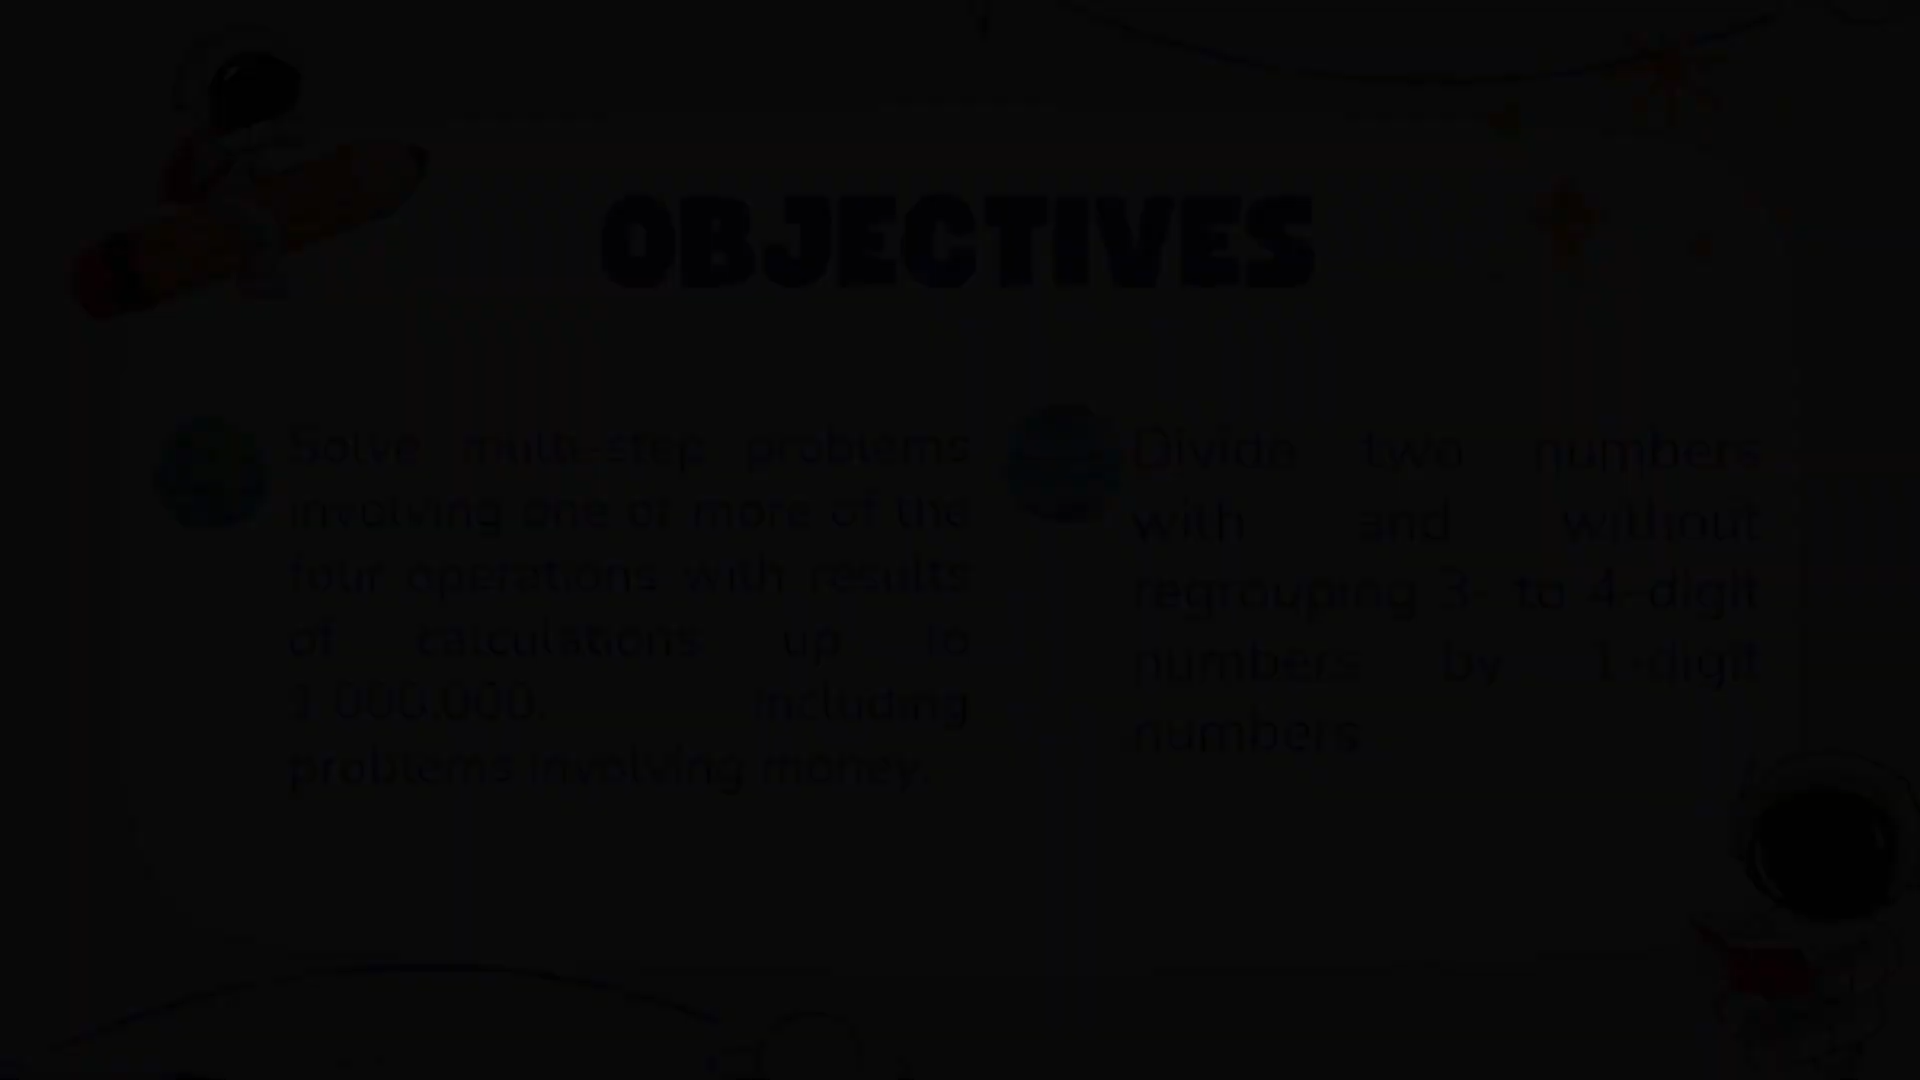 OBJECTIVES
Solve multi-step problems
involving one or more of the
four operations with results
of calculations up to
1,000,000, including
problems involving money.
Divide two numbers
with and without
regrouping 3- to 4-digit
numbers by 1-digit
numbers